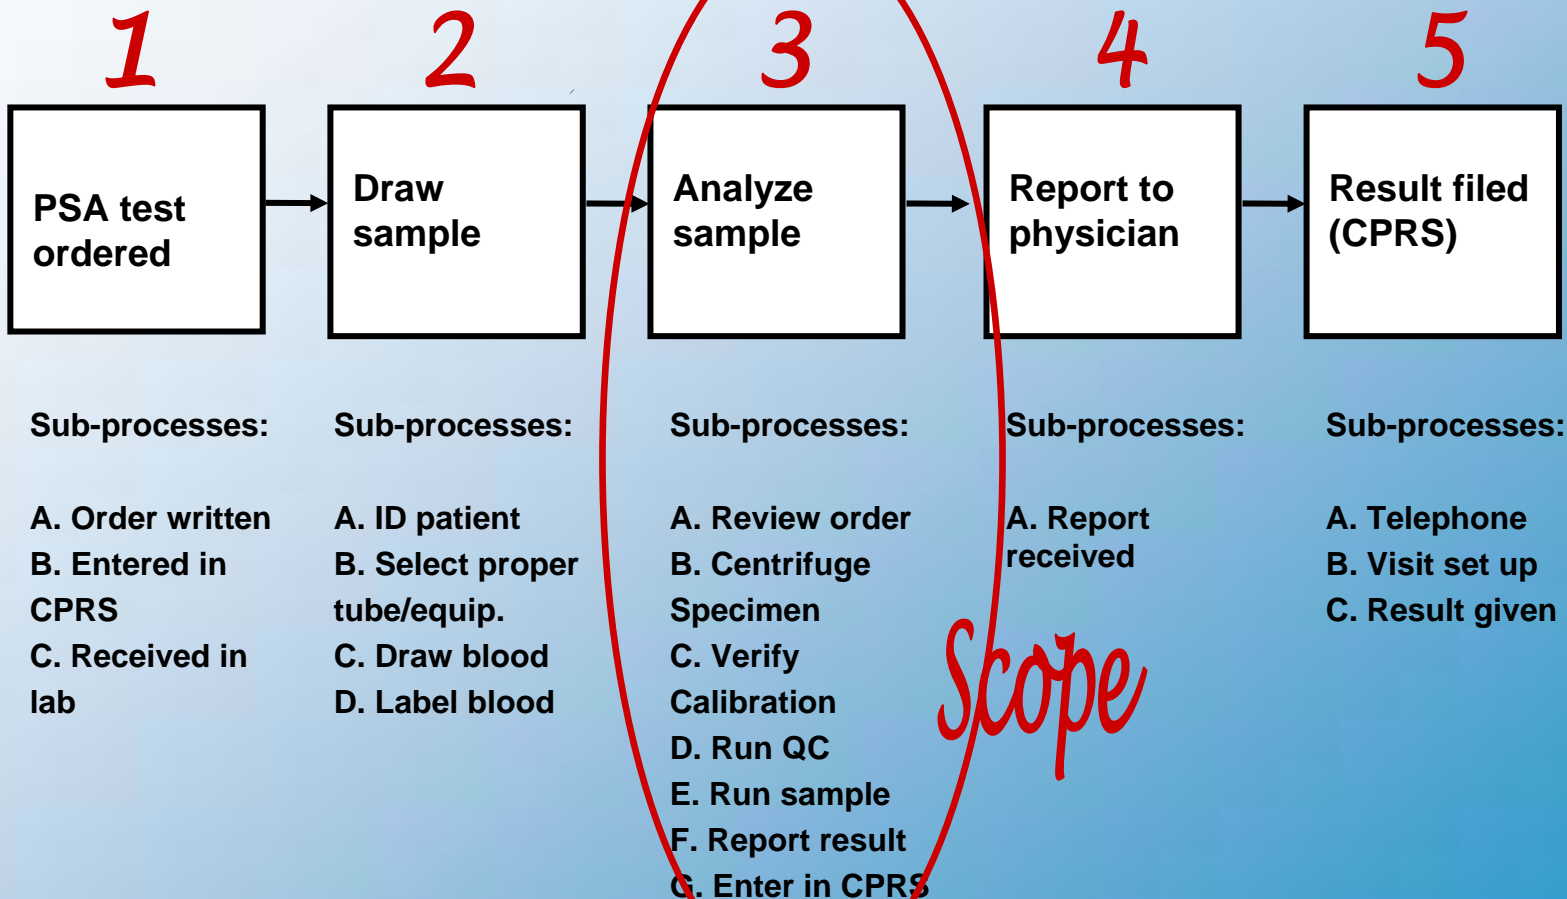 1
2
3
4
5
PSA test
ordered
Draw
sample
Analyze
sample
Report to
physician
Result filed
(CPRS)
Sub-processes:
A. Order written
B. Entered in
CPRS
C. Received in
lab
Sub-processes:
A. ID patient
B. Select proper
tube/equip.
C. Draw blood
D. Label blood
Sub-processes:
A. Review order
B. Centrifuge
Specimen
C. Verify
Calibration
D. Run QC
E. Run sample
F. Report result
G. Enter in CPRS
Sub-processes:
A. Report
received
Scope
Sub-processes:
A. Telephone
B. Visit set up
C. Result given